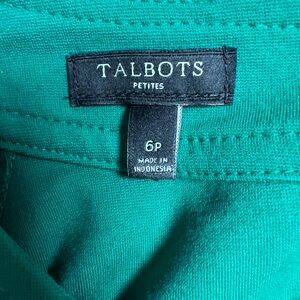 TALBOTS
PETITES
6P
MADE IN
INDONESIA